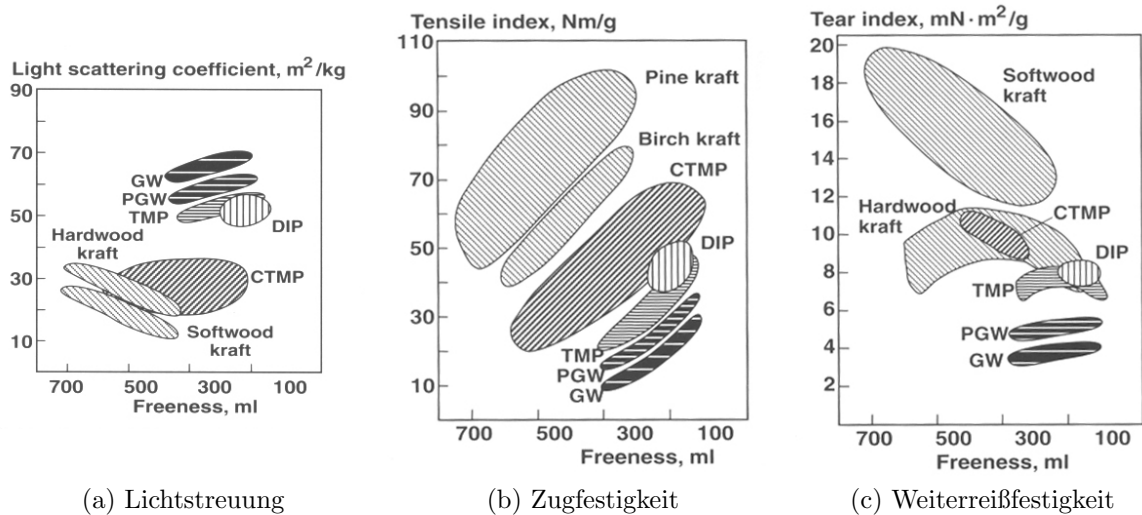 Light scattering coefficient, m²/kg
90
70
50
30
10
GW
PGW
TMP
DIP
Hardwood
kraft
CTMP
Softwood
kraft
700 500 300 100
Freeness, ml
(a) Lichtstreuung
Tensile index, Nm/g
110
90
70
50
30
10
Pine kraft
Birch kraft
CTMP
DIP
TMP
PGW
GW
700 500 300 100
Freeness, ml
(b) Zugfestigkeit
Tear index, mN·m²/g
20
18
16
14
12
10
8
6
4
2
Softwood
kraft
Hardwood
kraft
CTMP
DIP
TMP
PGW
GW
700 500 300 100
Freeness, ml
(c) Weiterreißfestigkeit